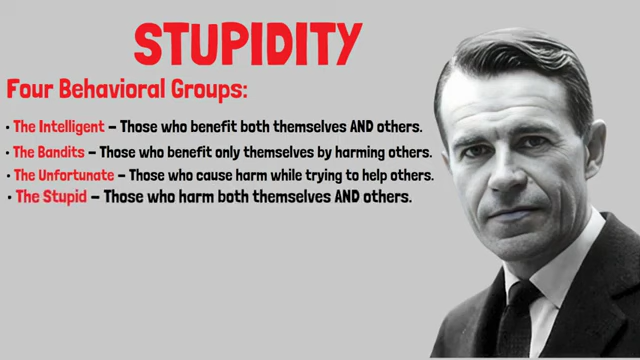 STUPIDITY
Four Behavioral Groups:
• The Intelligent – Those who benefit both themselves AND others.
• The Bandits – Those who benefit only themselves by harming others.
• The Unfortunate – Those who cause harm while trying to help others.
• The Stupid – Those who harm both themselves AND others.